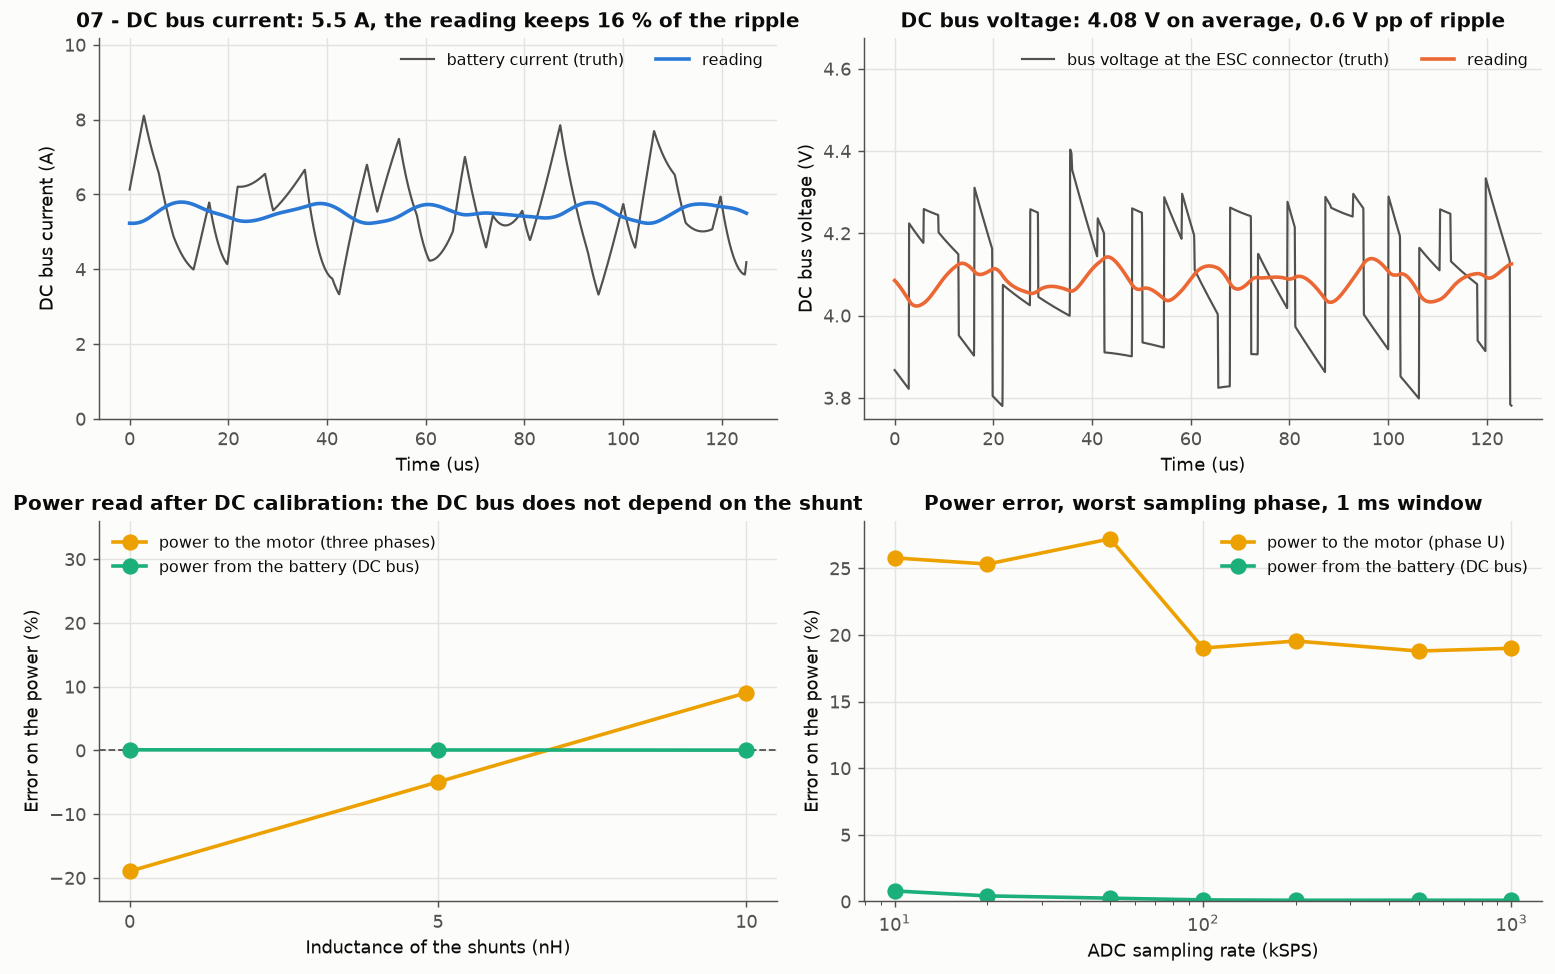 07 - DC bus current: 5.5 A, the reading keeps 16 % of the ripple
battery current (truth)
reading
DC bus current (A)
10
8
6
4
2
0
0 20 40 60 80 100 120
Time (us)
DC bus voltage: 4.08 V on average, 0.6 V pp of ripple
bus voltage at the ESC connector (truth)
reading
DC bus voltage (V)
4.6
4.4
4.2
4.0
3.8
0 20 40 60 80 100 120
Time (us)
Power read after DC calibration: the DC bus does not depend on the shunt
power to the motor (three phases)
power from the battery (DC bus)
Error on the power (%)
30
20
10
0
−10
−20
0 5 10
Inductance of the shunts (nH)
Power error, worst sampling phase, 1 ms window
power to the motor (phase U)
power from the battery (DC bus)
Error on the power (%)
25
20
15
10
5
0
10¹ 10² 10³
ADC sampling rate (kSPS)